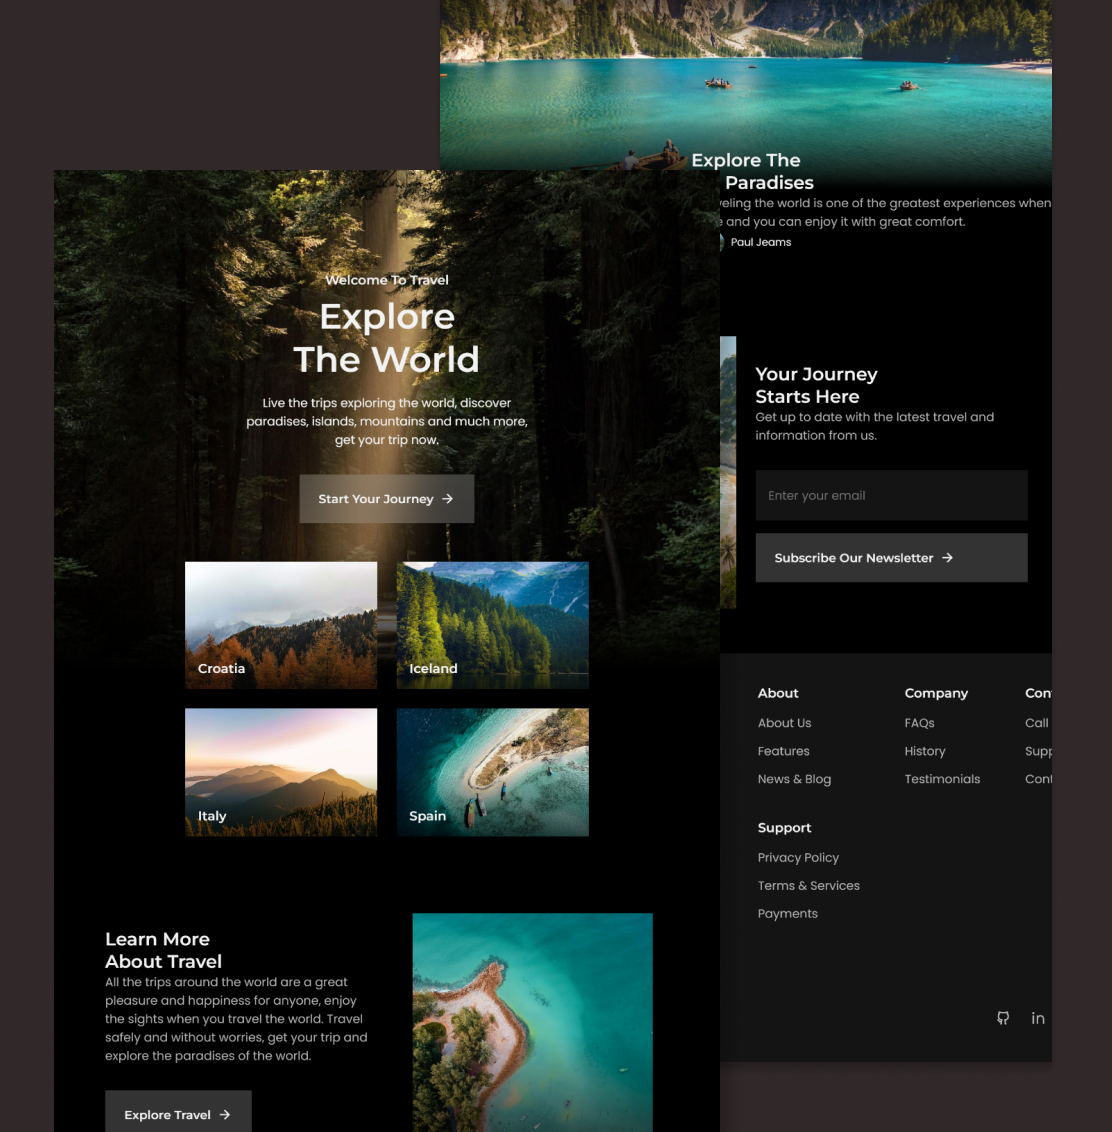 Explore The
Paradises
veling the world is one of the greatest experiences when
and you can enjoy it with great comfort.
Paul Jeams
Welcome To Travel
Explore
The World
Live the trips exploring the world, discover
paradises, islands, mountains and much more,
get your trip now.
Start Your Journey
Croatia
Iceland
Italy
Spain
Learn More
About Travel
All the trips around the world are a great
pleasure and happiness for anyone, enjoy
the sights when you travel the world. Travel
safely and without worries, get your trip and
explore the paradises of the world.
Explore Travel
Your Journey
Starts Here
Get up to date with the latest travel and
information from us.
Enter your email
Subscribe Our Newsletter
About
About Us
Features
News & Blog
Company
FAQs
History
Testimonials
Con
Call
Supp
Cont
Support
Privacy Policy
Terms & Services
Payments
in